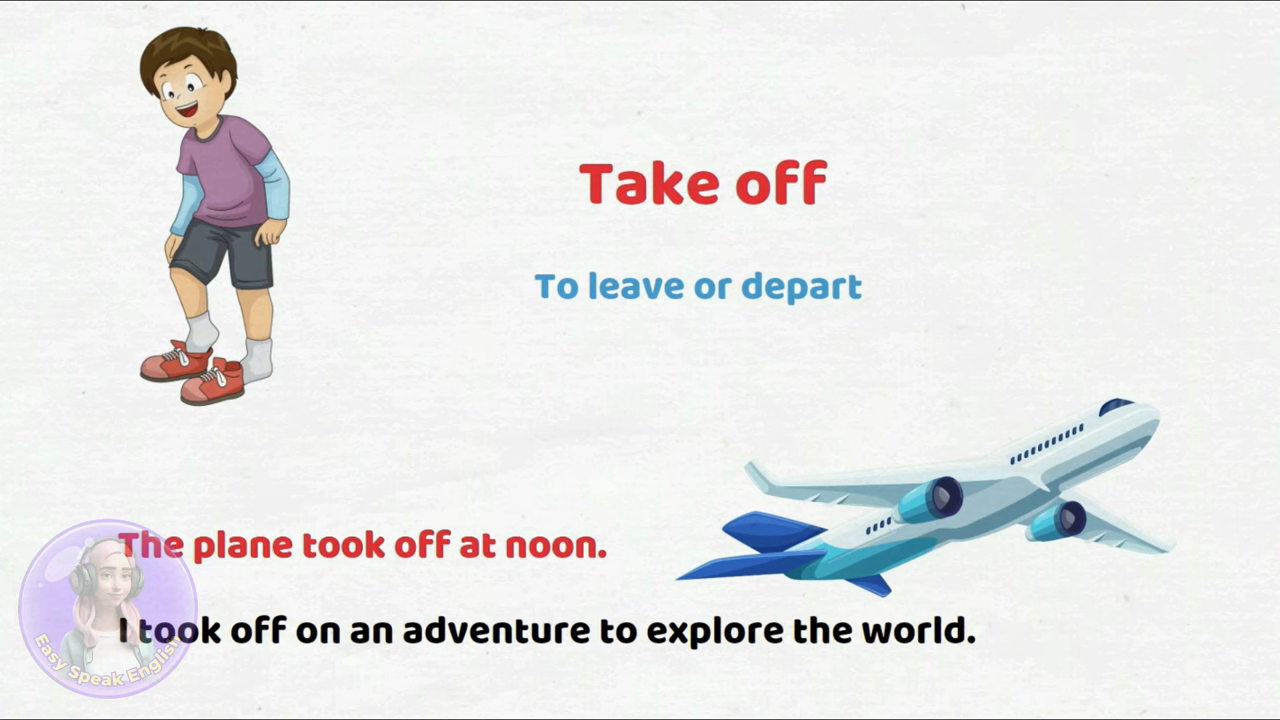 Take off
To leave or depart
The plane took off at noon.
I took off on an adventure to explore the world.
Easy Speak English